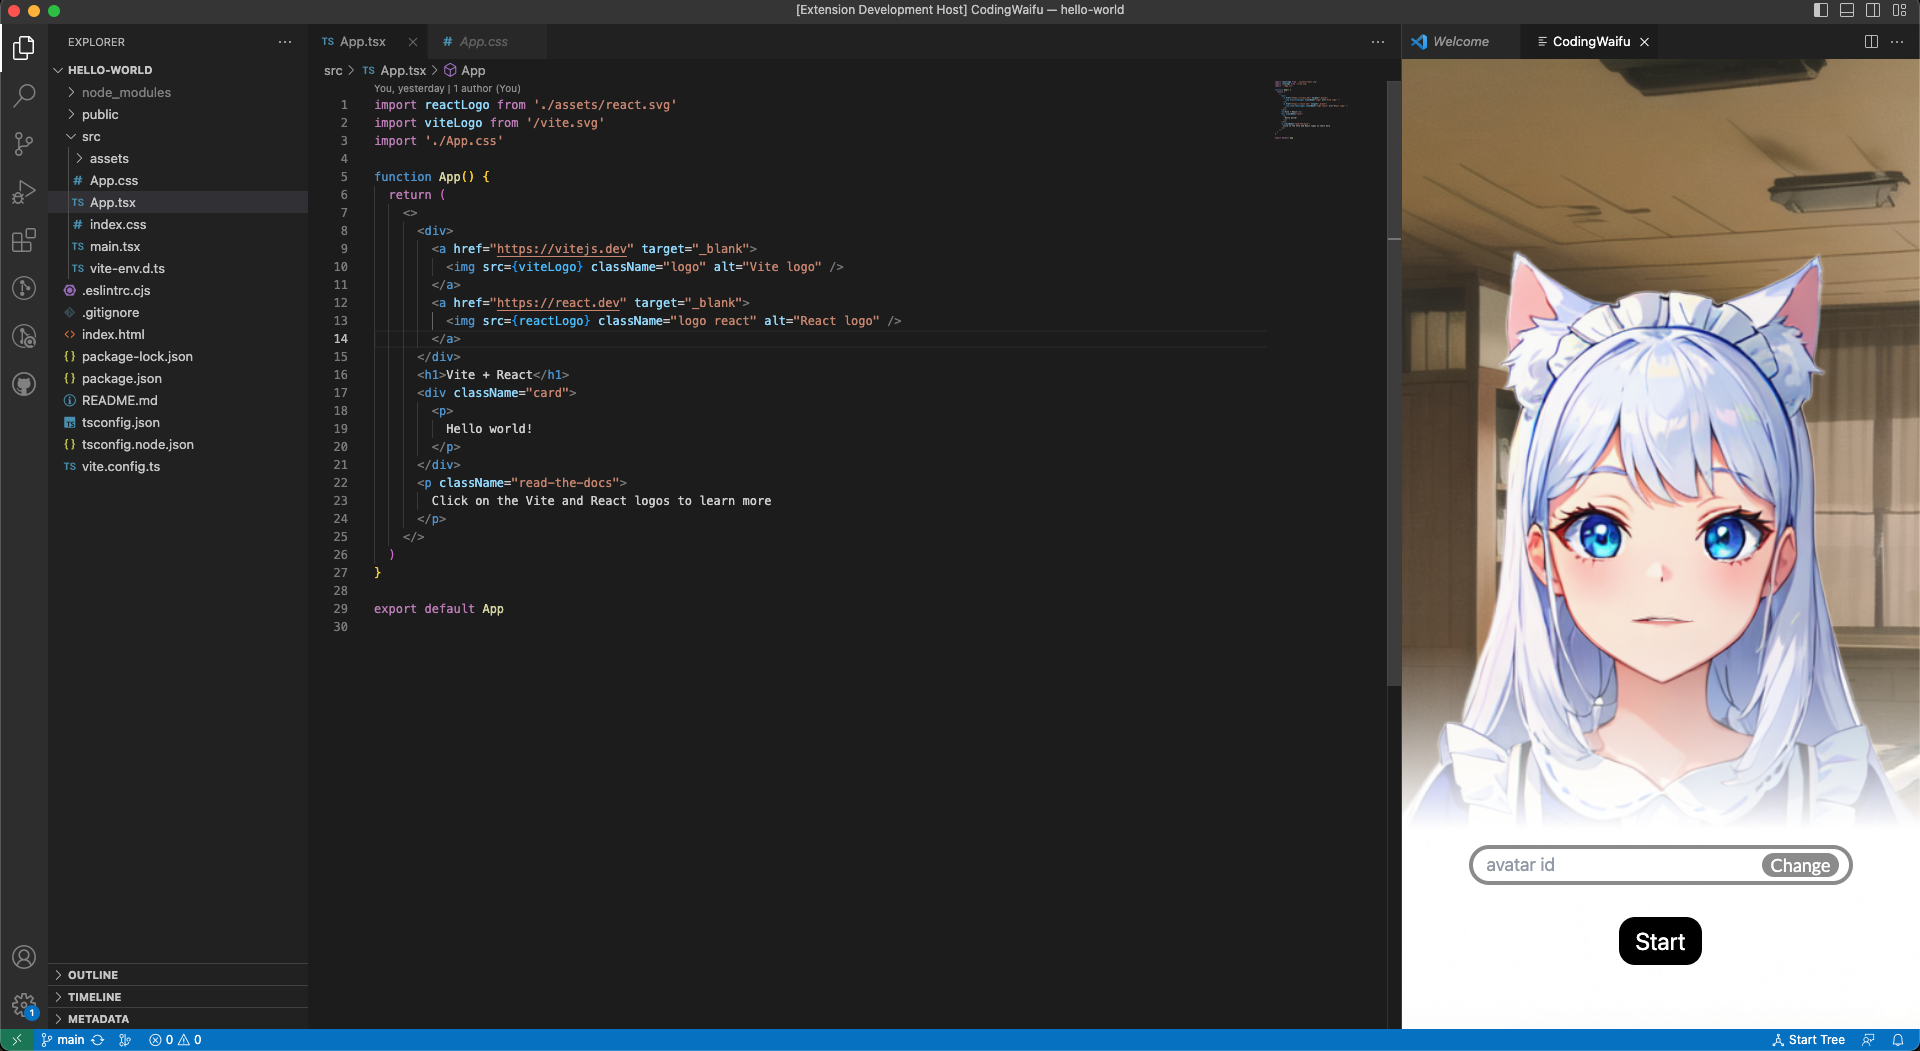 [Extension Development Host] CodingWaifu — hello-world
EXPLORER
HELLO-WORLD
node_modules
public
src
assets
# App.css
TS App.tsx
# index.css
TS main.tsx
TS vite-env.d.ts
.eslintrc.cjs
.gitignore
<> index.html
{} package-lock.json
{} package.json
README.md
TS tsconfig.json
{} tsconfig.node.json
TS vite.config.ts
OUTLINE
TIMELINE
METADATA
TS App.tsx
# App.css
src > TS App.tsx > App
You, yesterday | 1 author (You)
1 import reactLogo from './assets/react.svg'
2 import viteLogo from '/vite.svg'
3 import './App.css'
4
5 function App() {
6 return (
7 <>
8 <div>
9 <a href="https://vitejs.dev" target="_blank">
10 <img src={viteLogo} className="logo" alt="Vite logo" />
11 </a>
12 <a href="https://react.dev" target="_blank">
13 <img src={reactLogo} className="logo react" alt="React logo" />
14 </a>
15 </div>
16 <h1>Vite + React</h1>
17 <div className="card">
18 <p>
19 Hello world!
20 </p>
21 </div>
22 <p className="read-the-docs">
23 Click on the Vite and React logos to learn more
24 </p>
25 </>
26 )
27 }
28
29 export default App
30
Welcome
CodingWaifu
avatar id
Change
Start
1
main
0 0
Start Tree